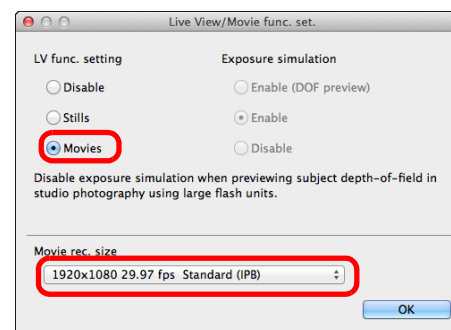 Live View/Movie func. set.
LV func. setting
Exposure simulation
Disable
Enable (DOF preview)
Stills
Enable
Movies
Disable
Disable exposure simulation when previewing subject depth-of-field in
studio photography using large flash units.
Movie rec. size
1920x1080 29.97 fps Standard (IPB)
OK